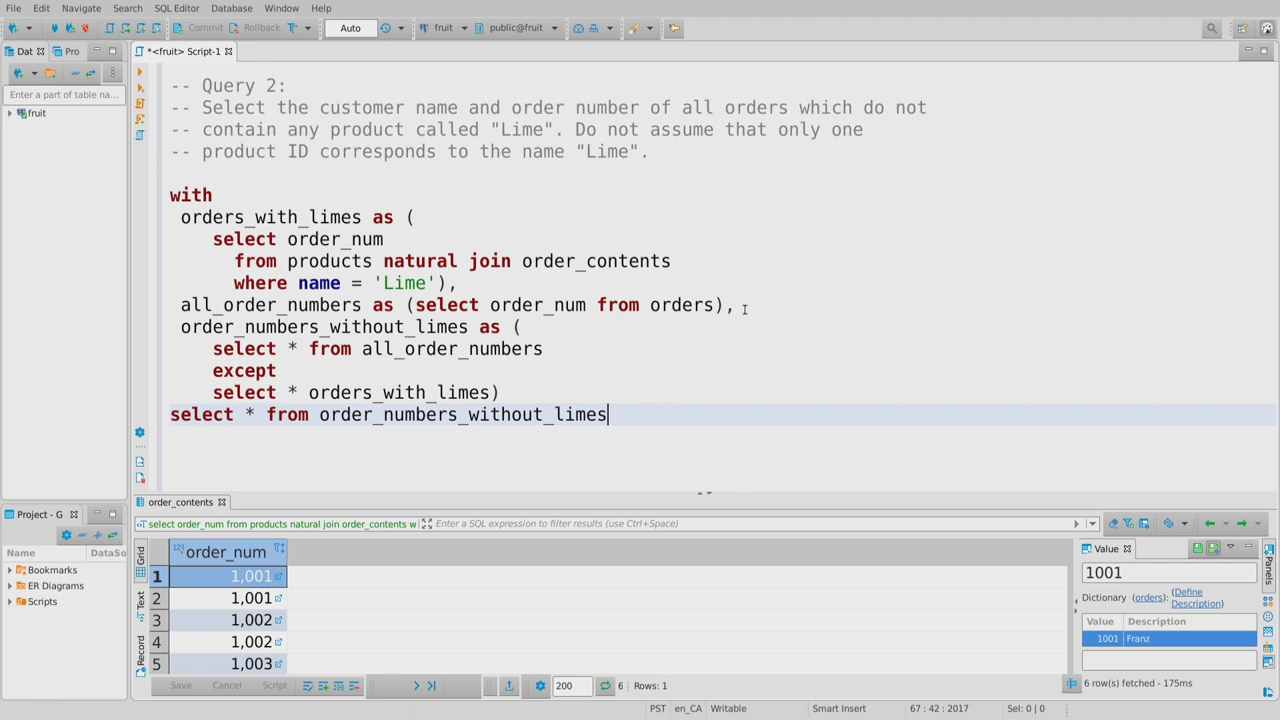 File Edit Navigate Search SQL Editor Database Window Help
Commit Rollback Auto fruit public@fruit
Dat Pro *<fruit> Script-1
Enter a part of table na...
fruit
-- Query 2:
-- Select the customer name and order number of all orders which do not
-- contain any product called "Lime". Do not assume that only one
-- product ID corresponds to the name "Lime".
with
orders_with_limes as (
select order_num
from products natural join order_contents
where name = 'Lime'),
all_order_numbers as (select order_num from orders),
order_numbers_without_limes as (
select * from all_order_numbers
except
select * orders_with_limes)
select * from order_numbers_without_limes
order_contents
Project - G
select order_num from products natural join order_contents w Enter a SQL expression to filter results (use Ctrl+Space)
Name DataSo
Bookmarks
ER Diagrams
Scripts
Grid
Text
Record
123 order_num
1 1,001
2 1,001
3 1,002
4 1,002
5 1,003
Value
1001
Dictionary (orders): (Define
Description)
Value Description
1001 Franz
Panels
Save Cancel Script 200 6 Rows: 1
6 row(s) fetched - 175ms
PST en_CA Writable Smart Insert 67 : 42 : 2017 Sel: 0 | 0